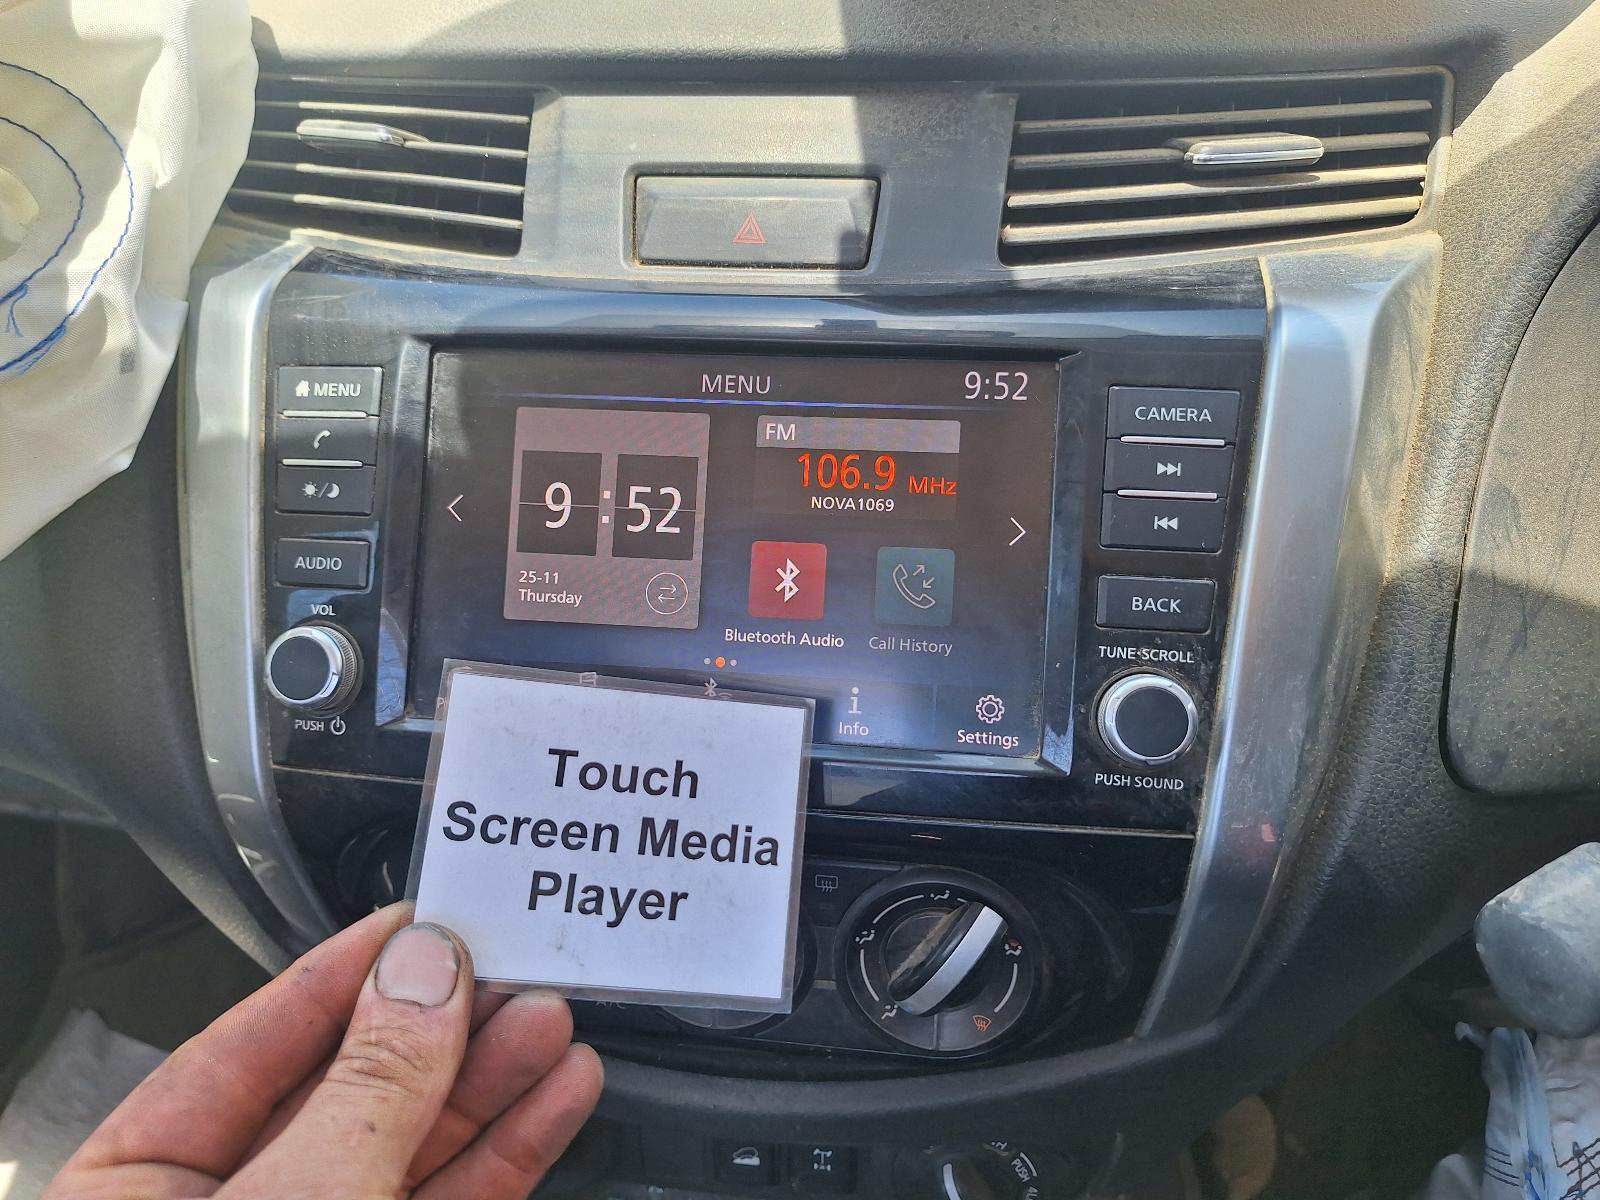 MENU
AUDIO
VOL
PUSH
MENU
9:52
9:52
25-11
Thursday
FM
106.9 MHz
NOVA1069
Bluetooth Audio
Call History
Info
Settings
CAMERA
BACK
TUNE·SCROLL
PUSH SOUND
Touch
Screen Media
Player
A/C
PUSH